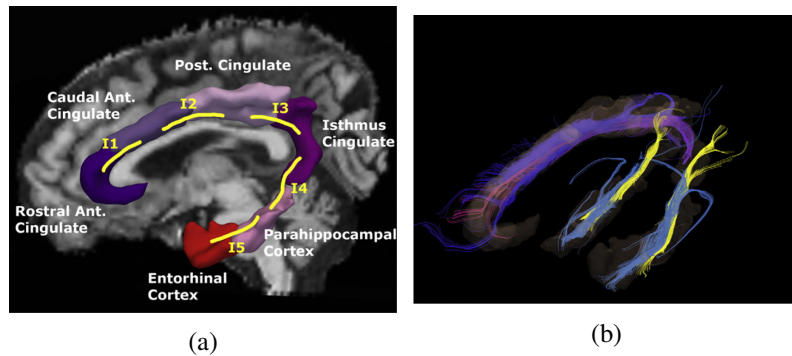 Post. Cingulate
Caudal Ant.
Cingulate
I2
I3
I1
Isthmus
Cingulate
I4
Rostral Ant.
Cingulate
Parahippocampal
Cortex
I5
Entorhinal
Cortex
(a)
(b)